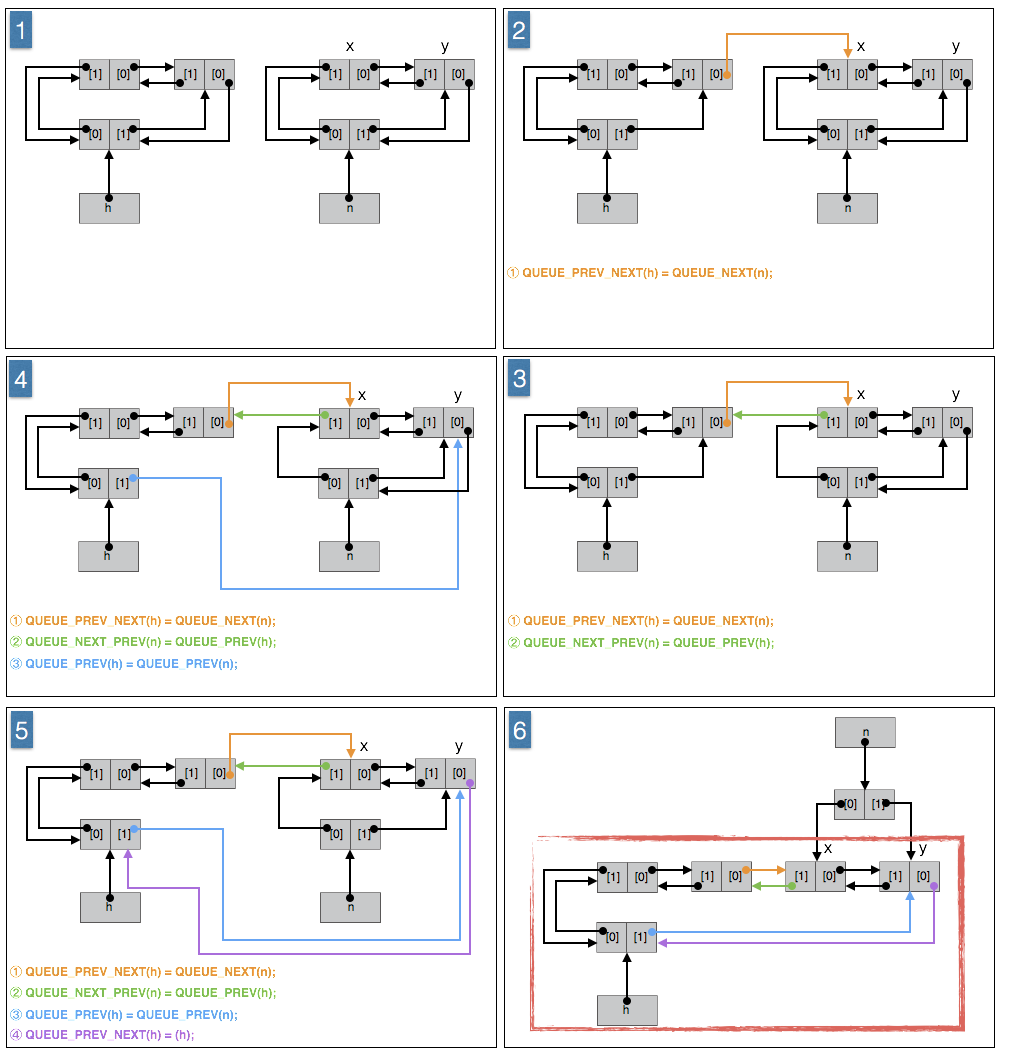 1
x
y
[1] [0] [1] [0] [1] [0] [1] [0]
[0] [1] [0] [1]
h
n
2
x
y
[1] [0] [1] [0] [1] [0] [1] [0]
[0] [1] [0] [1]
h
n
① QUEUE_PREV_NEXT(h) = QUEUE_NEXT(n);
4
x
y
[1] [0] [1] [0] [1] [0] [1] [0]
[0] [1] [0] [1]
h
n
① QUEUE_PREV_NEXT(h) = QUEUE_NEXT(n);
② QUEUE_NEXT_PREV(n) = QUEUE_PREV(h);
③ QUEUE_PREV(h) = QUEUE_PREV(n);
3
x
y
[1] [0] [1] [0] [1] [0] [1] [0]
[0] [1] [0] [1]
h
n
① QUEUE_PREV_NEXT(h) = QUEUE_NEXT(n);
② QUEUE_NEXT_PREV(n) = QUEUE_PREV(h);
5
x
y
[1] [0] [1] [0] [1] [0] [1] [0]
[0] [1] [0] [1]
h
n
① QUEUE_PREV_NEXT(h) = QUEUE_NEXT(n);
② QUEUE_NEXT_PREV(n) = QUEUE_PREV(h);
③ QUEUE_PREV(h) = QUEUE_PREV(n);
④ QUEUE_PREV_NEXT(h) = (h);
6
n
[0] [1]
x
y
[1] [0] [1] [0] [1] [0] [1] [0]
[0] [1]
h